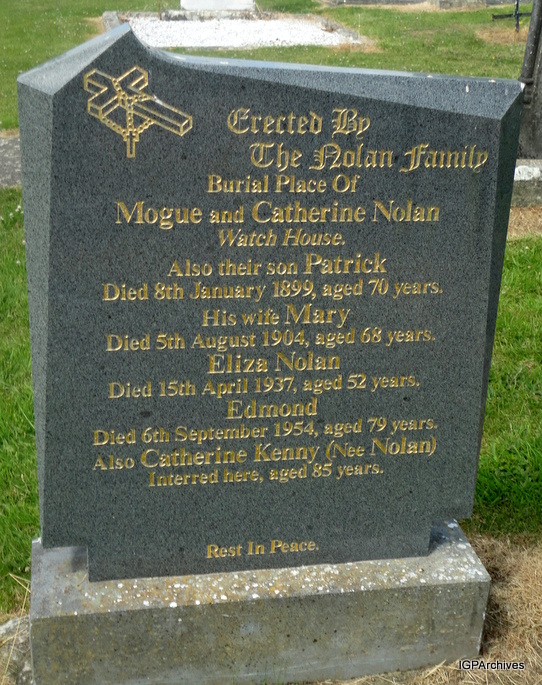 Erected By
The Nolan Family
Burial Place Of
Mogue and Catherine Nolan
Watch House.
Also their son Patrick
Died 8th January 1899, aged 70 years.
His wife Mary
Died 5th August 1904, aged 68 years.
Eliza Nolan
Died 15th April 1937, aged 52 years.
Edmond
Died 6th September 1954, aged 79 years.
Also Catherine Kenny (Nee Nolan)
Interred here, aged 85 years.
Rest In Peace.
IGPArchives